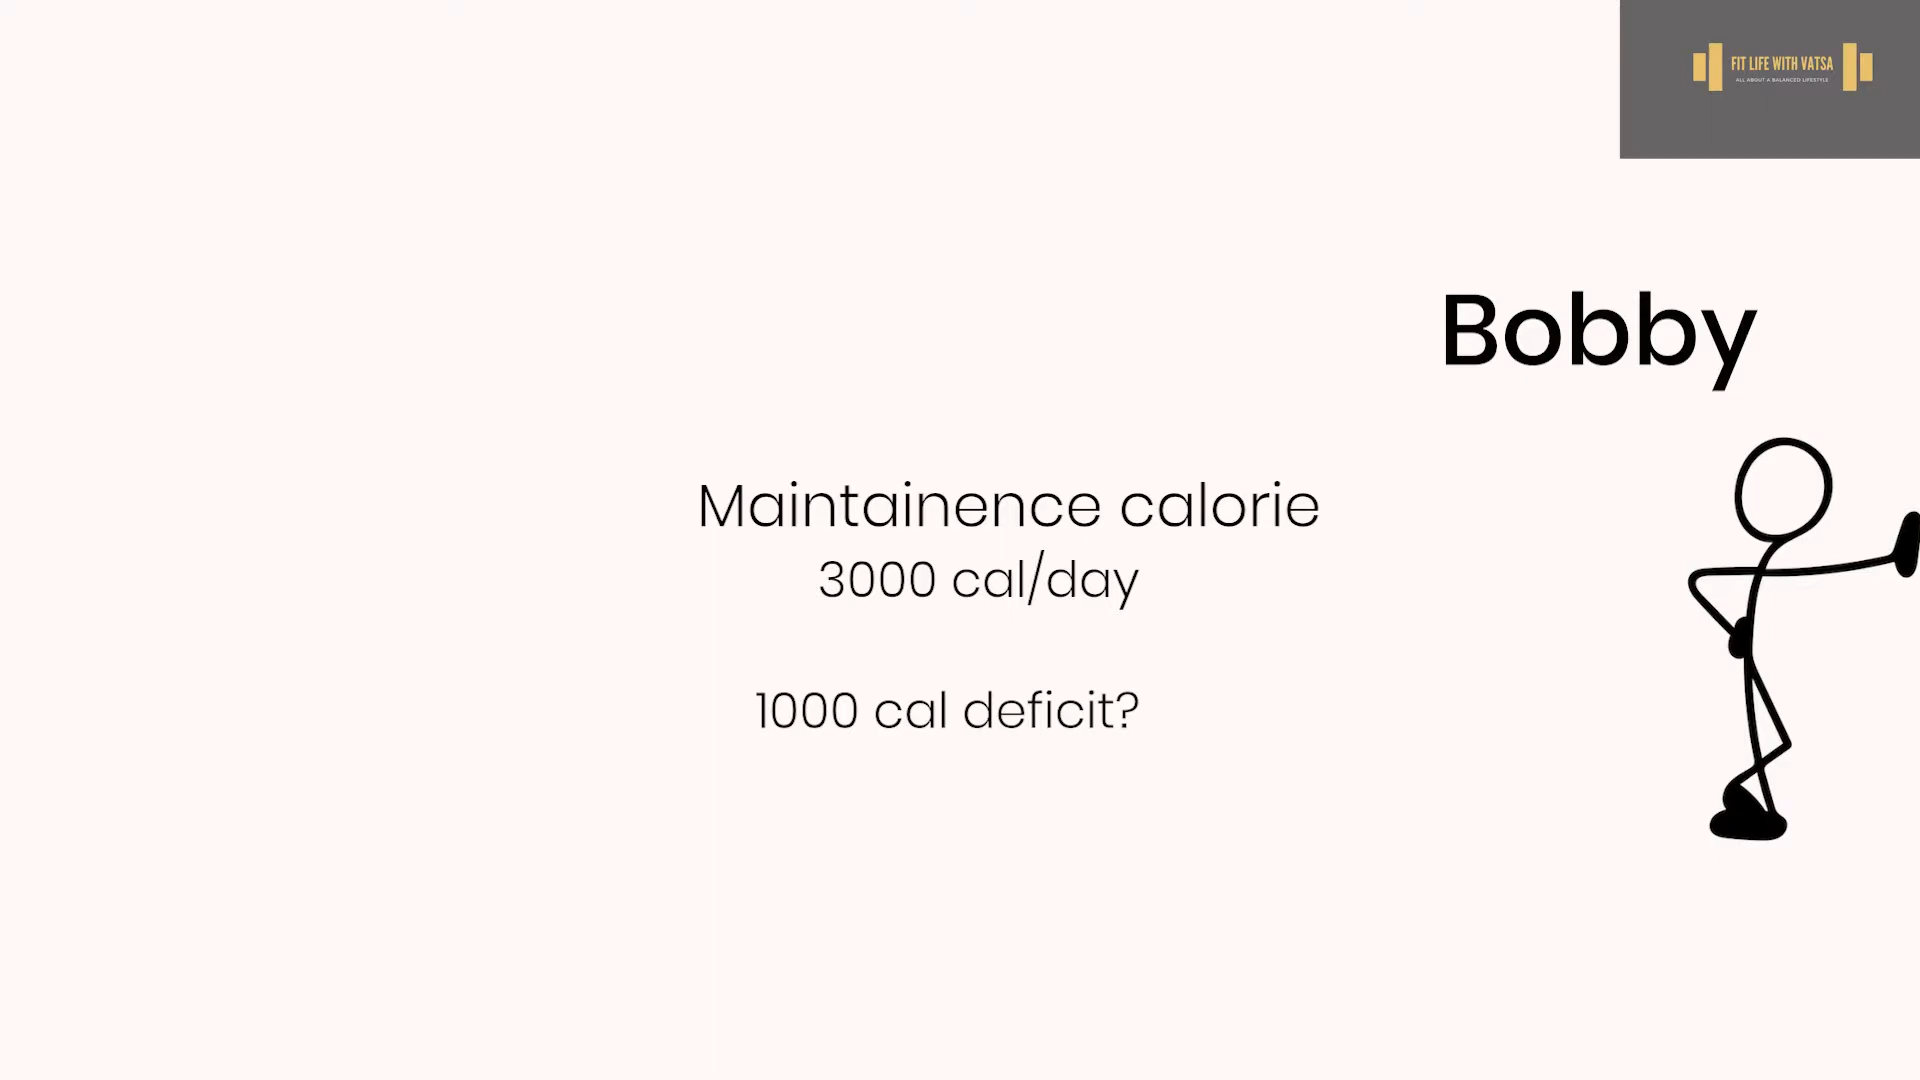 FIT LIFE WITH VATSA
ALL ABOUT A BALANCED LIFESTYLE
Bobby
Maintainence calorie
3000 cal/day
1000 cal deficit?